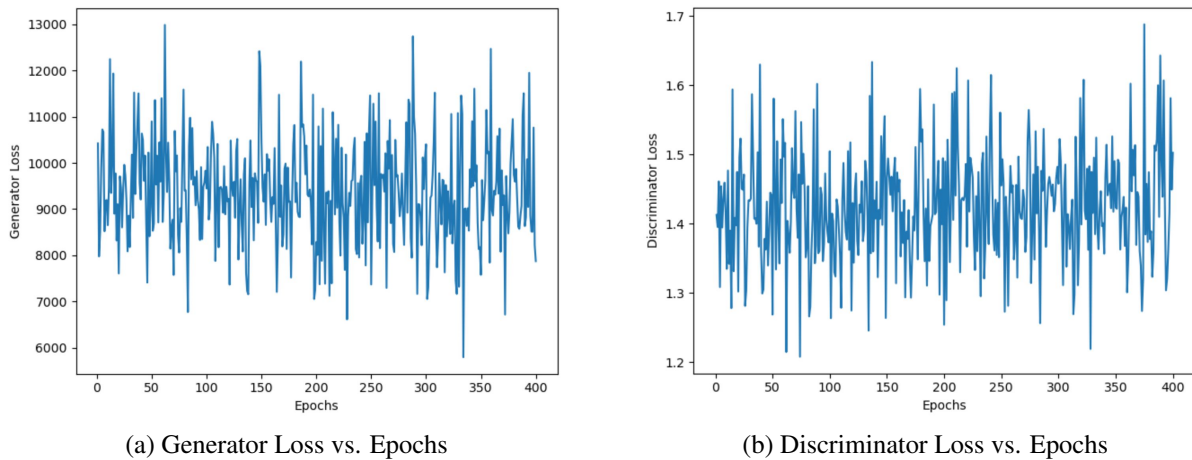 13000
12000
11000
10000
9000
8000
7000
6000
Generator Loss
0 50 100 150 200 250 300 350 400
Epochs
(a) Generator Loss vs. Epochs
1.7
1.6
1.5
1.4
1.3
1.2
Discriminator Loss
0 50 100 150 200 250 300 350 400
Epochs
(b) Discriminator Loss vs. Epochs